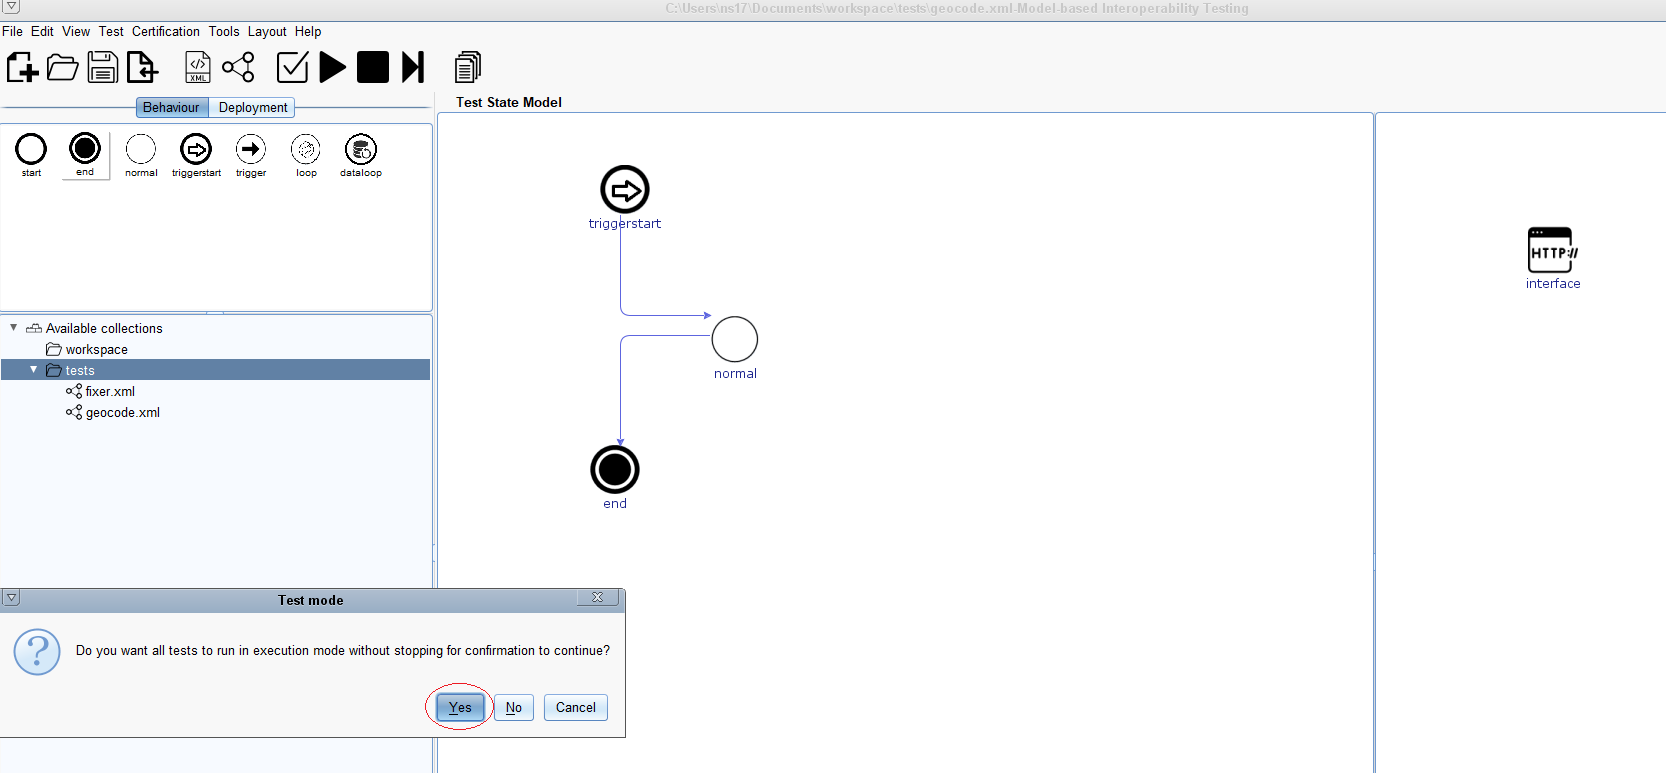 C:\Users\ns17\Documents\workspace\tests\geocode.xml-Model-based Interoperability Testing
File Edit View Test Certification Tools Layout Help
</> XML
Behaviour Deployment
Test State Model
start end normal triggerstart trigger loop dataloop
triggerstart
HTTP://
interface
Available collections
workspace
tests
fixer.xml
geocode.xml
normal
end
Test mode
Do you want all tests to run in execution mode without stopping for confirmation to continue?
Yes No Cancel